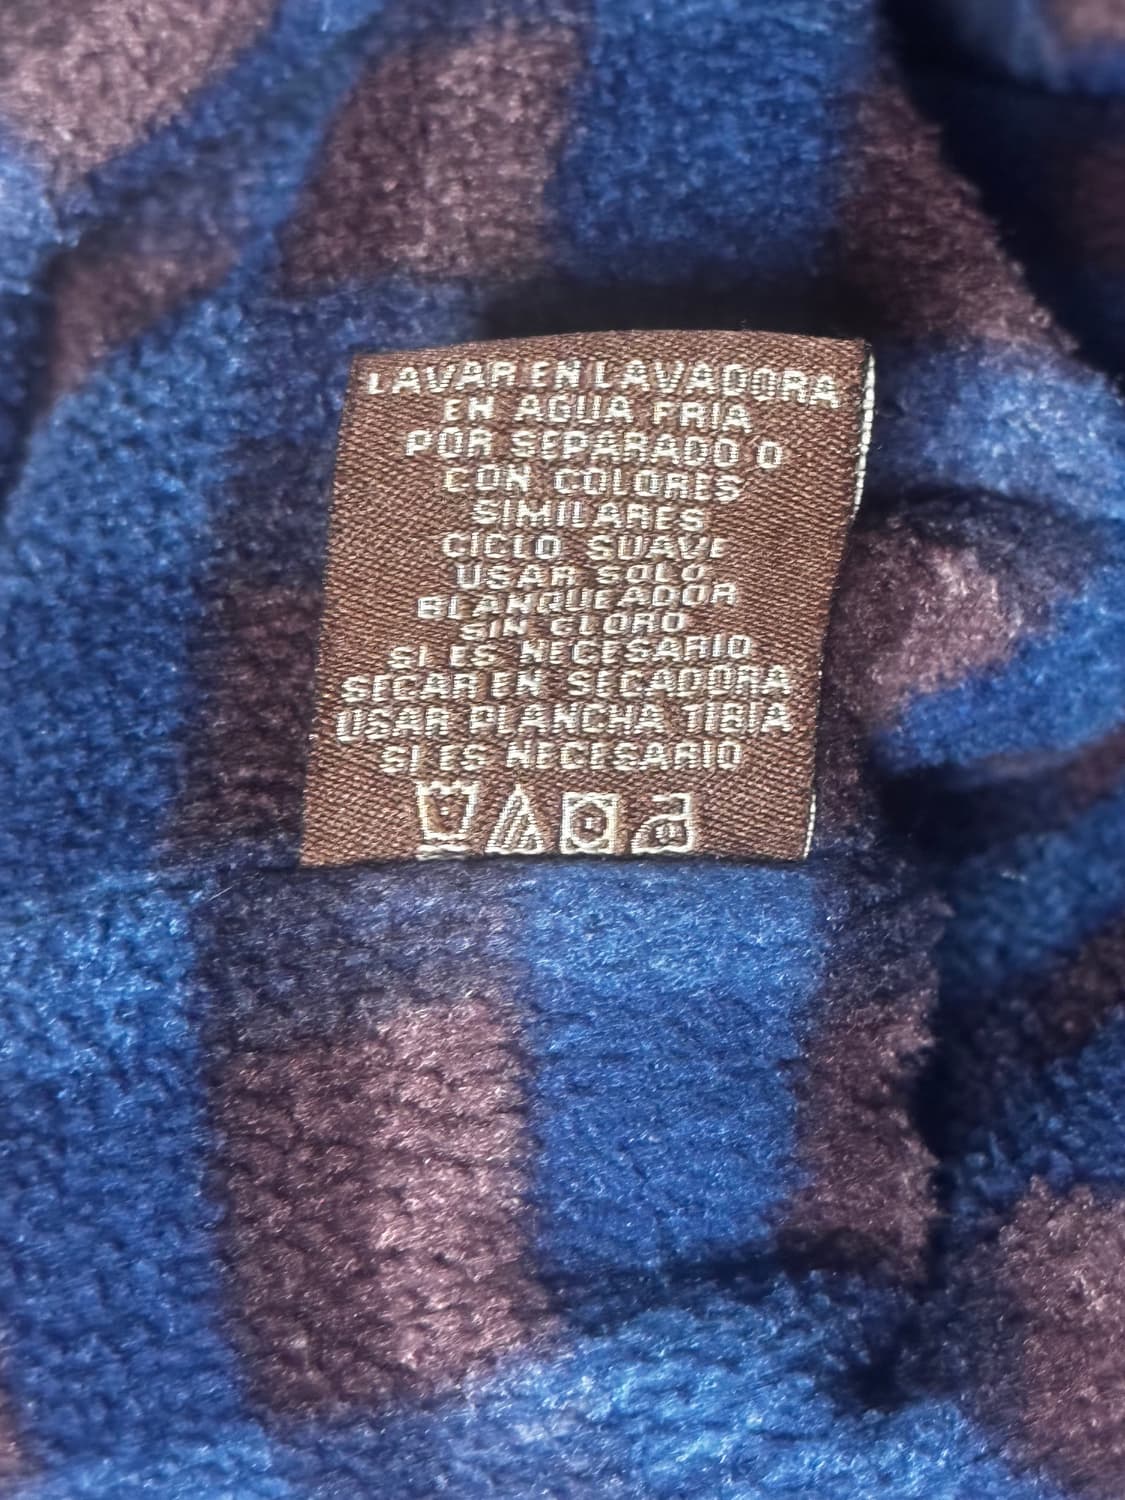 LAVAR EN LAVADORA
EN AGUA FRIA
POR SEPARADO O
CON COLORES
SIMILARES
CICLO SUAVE
USAR SOLO
BLANQUEADOR
SIN CLORO
SI ES NECESARIO
SECAR EN SECADORA
USAR PLANCHA TIBIA
SI ES NECESARIO